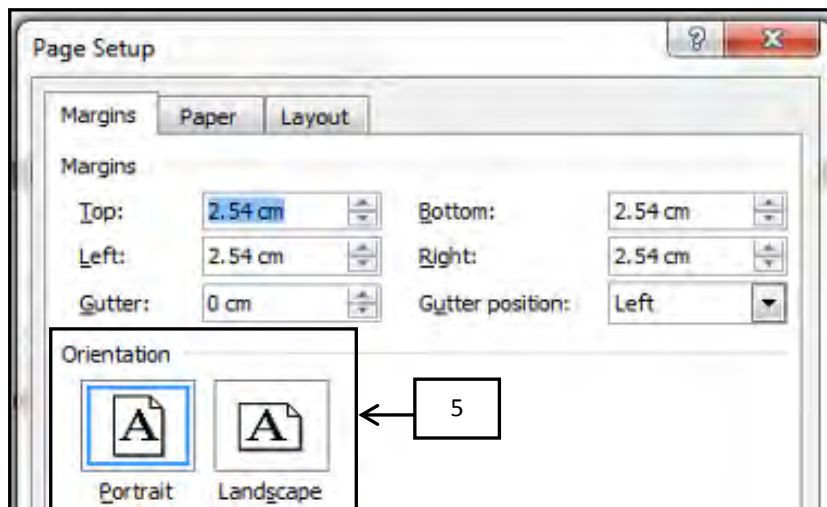 Page Setup
Margins Paper Layout
Margins
Top: 2.54 cm Bottom: 2.54 cm
Left: 2.54 cm Right: 2.54 cm
Gutter: 0 cm Gutter position: Left
Orientation
A A 5
Portrait Landscape